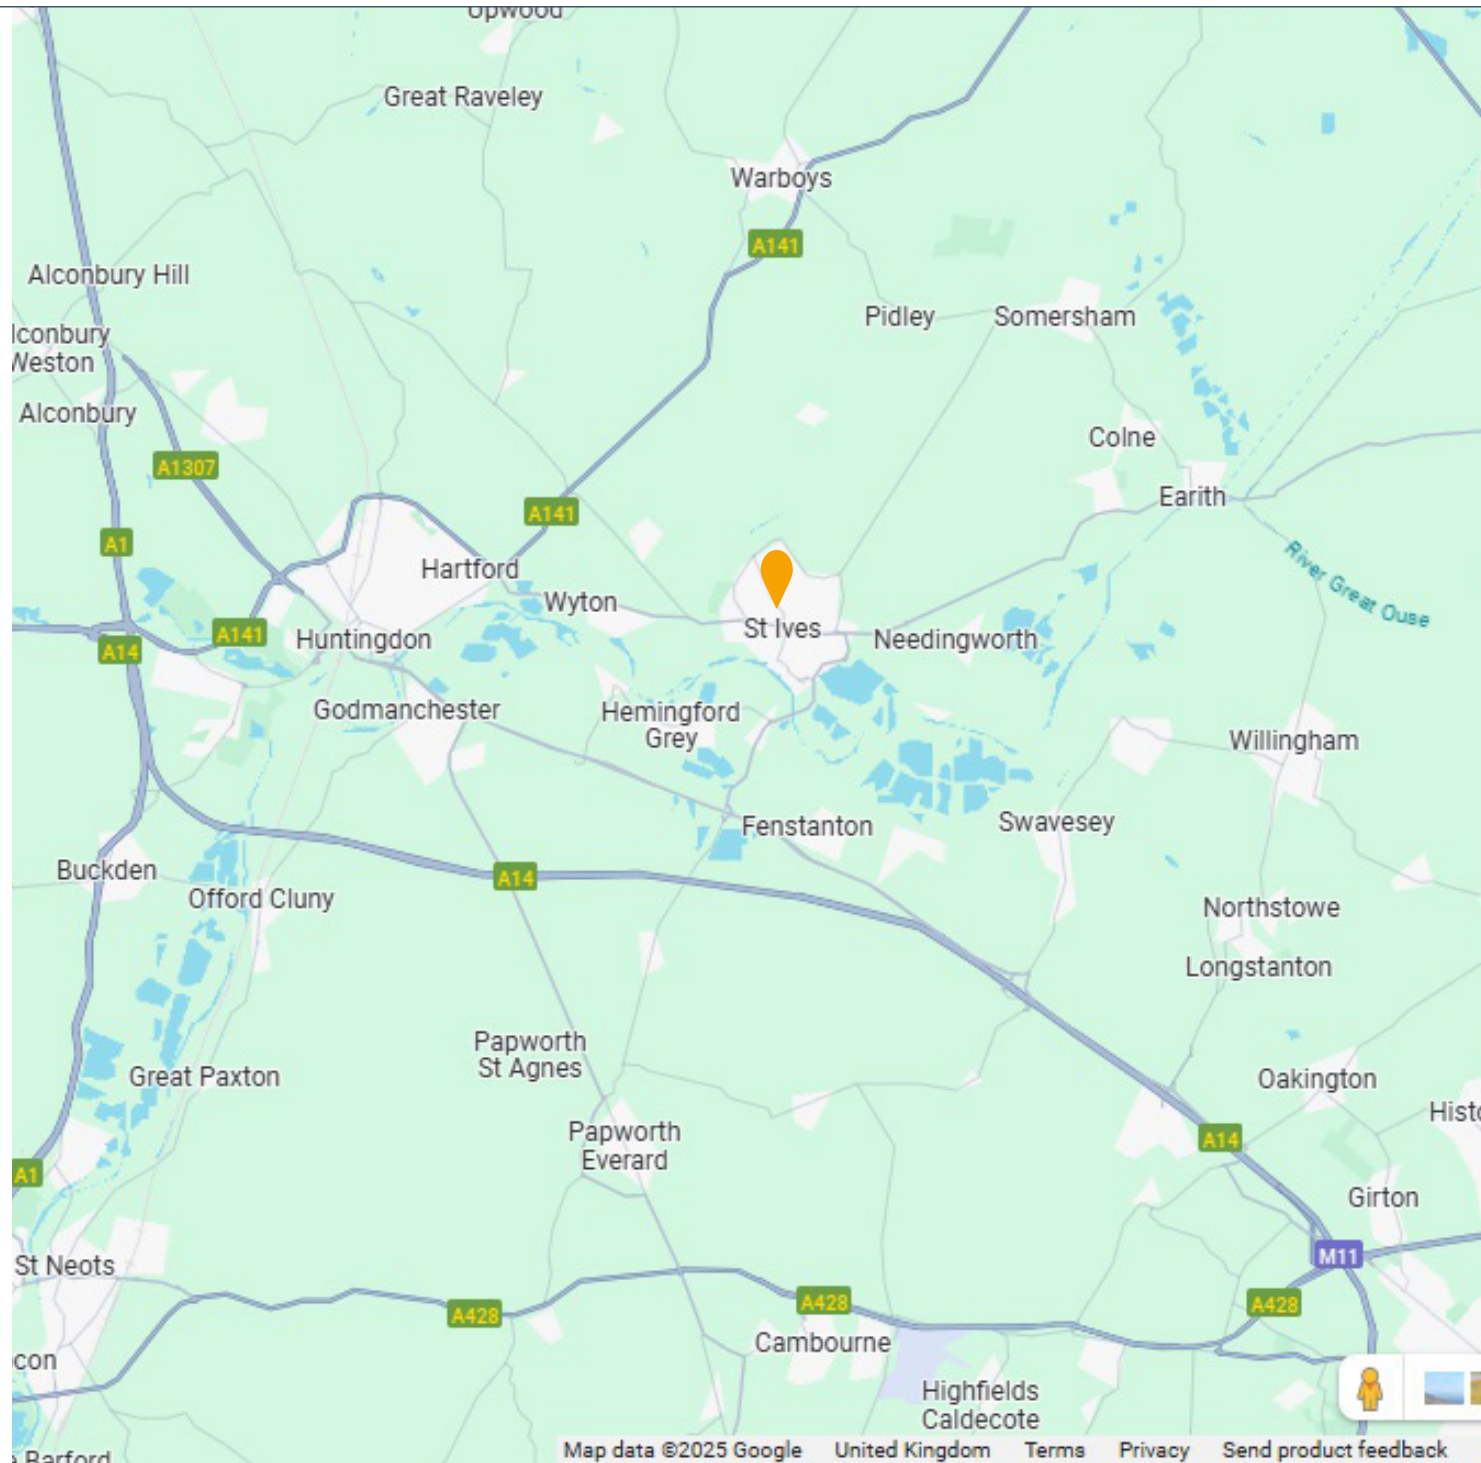 Upwood
Great Raveley
Warboys
A141
Alconbury Hill
Pidley
Somersham
lconbury
Weston
Alconbury
Colne
A1307
Earith
A141
A1
River Great Ouse
Hartford
Wyton
St Ives
Needingworth
A141
Huntingdon
A14
Godmanchester
Hemingford
Grey
Willingham
Fenstanton
Swavesey
Buckden
A14
Offord Cluny
Northstowe
Longstanton
Papworth
St Agnes
Great Paxton
Oakington
Histo
Papworth
Everard
A14
A1
Girton
St Neots
M11
A428
A428
A428
Cambourne
con
Highfields
Caldecote
e Barford
Map data ©2025 Google United Kingdom Terms Privacy Send product feedback